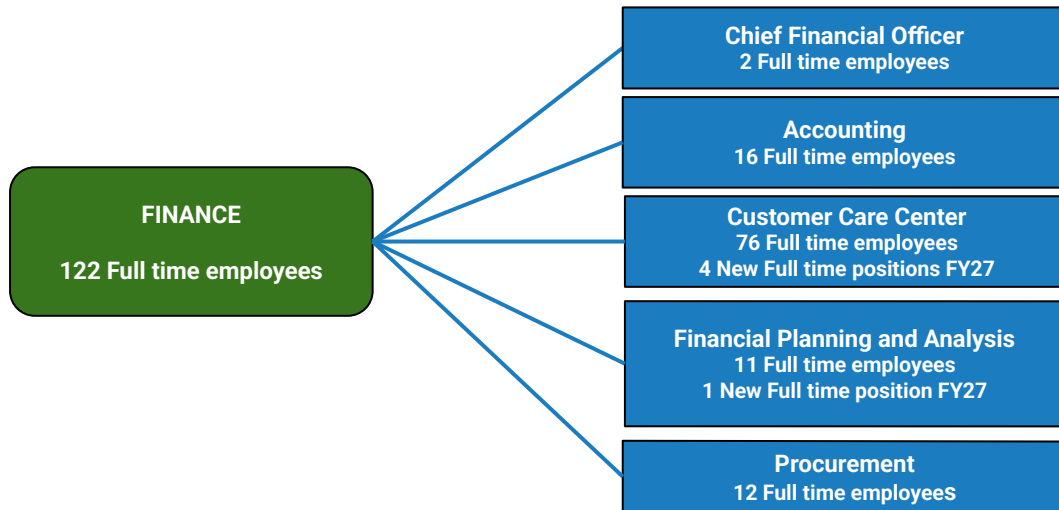 FINANCE
122 Full time employees
Chief Financial Officer
2 Full time employees
Accounting
16 Full time employees
Customer Care Center
76 Full time employees
4 New Full time positions FY27
Financial Planning and Analysis
11 Full time employees
1 New Full time position FY27
Procurement
12 Full time employees